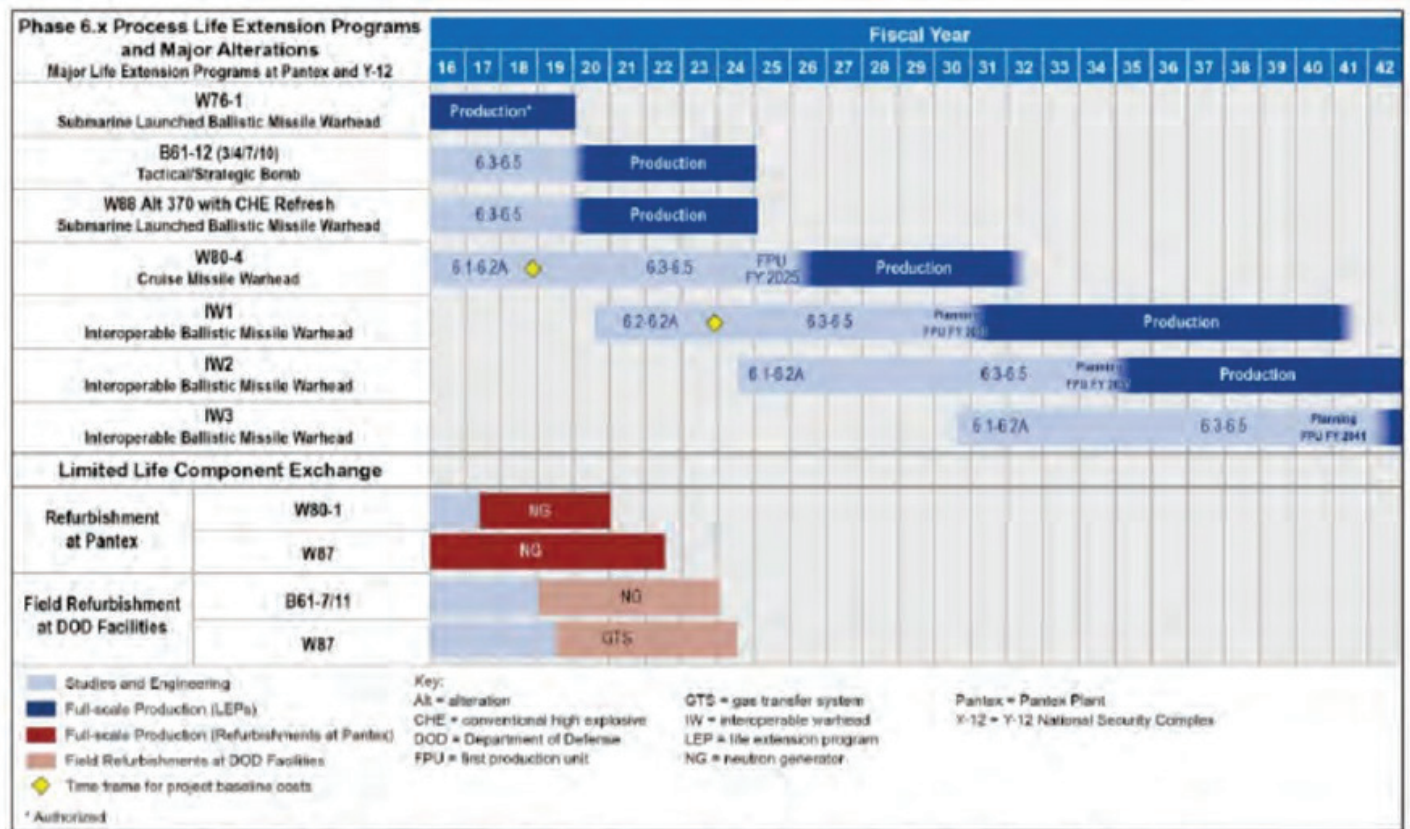 Phase 6.x Process Life Extension Programs
and Major Alterations
Major Life Extension Programs at Pantex and Y-12
Fiscal Year
16 17 18 19 20 21 22 23 24 25 26 27 28 29 30 31 32 33 34 35 36 37 38 39 40 41 42
W76-1
Submarine Launched Ballistic Missile Warhead
Production*
B61-12 (3/4/7/10)
Tactical/Strategic Bomb
6.3-6.5 Production
W88 Alt 370 with CHE Refresh
Submarine Launched Ballistic Missile Warhead
6.3-6.5 Production
W80-4
Cruise Missile Warhead
6.1-6.2A 6.3-6.5 FPU
FY 2025 Production
IW1
Interoperable Ballistic Missile Warhead
6.2-6.2A 6.3-6.5 Planning
FPU FY Production
IW2
Interoperable Ballistic Missile Warhead
6.1-6.2A 6.3-6.5 Planning
FPU FY Production
IW3
Interoperable Ballistic Missile Warhead
6.1-6.2A 6.3-6.5 Planning
FPU FY 2041
Limited Life Component Exchange
Refurbishment
at Pantex
W80-1
NG
W87
NG
Field Refurbishment
at DOD Facilities
B61-7/11
NG
W87
GTS
Studies and Engineering
Full-scale Production (LEPs)
Full-scale Production (Refurbishments at Pantex)
Field Refurbishments at DOD Facilities
Time frame for project baseline costs
* Authorized
Key:
Alt = alteration
CHE = conventional high explosive
DOD = Department of Defense
FPU = first production unit
GTS = gas transfer system
IW = interoperable warhead
LEP = life extension program
NG = neutron generator
Pantex = Pantex Plant
Y-12 = Y-12 National Security Complex